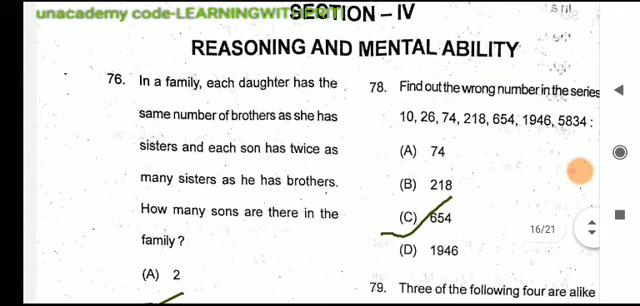 unacademy code-LEARNINGWIT
SECTION – IV
REASONING AND MENTAL ABILITY
76. In a family, each daughter has the
same number of brothers as she has
sisters and each son has twice as
many sisters as he has brothers.
How many sons are there in the
family ?
(A) 2
78. Find out the wrong number in the series
10, 26, 74, 218, 654, 1946, 5834 :
(A) 74
(B) 218
(C) 654
(D) 1946
79. Three of the following four are alike
16/21